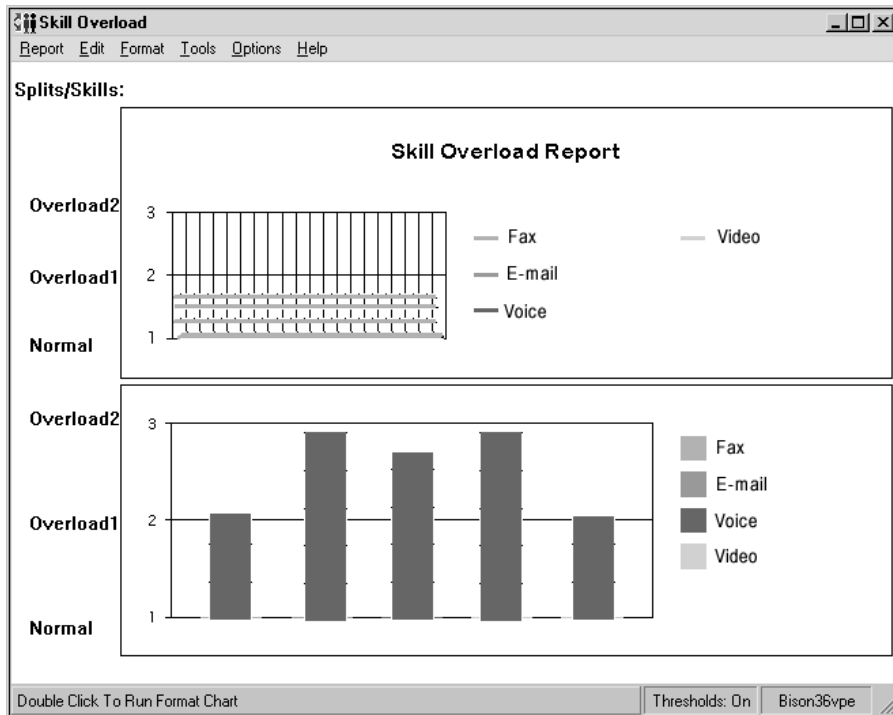 Skill Overload
Report Edit Format Tools Options Help
Splits/Skills:
Skill Overload Report
Overload2
Overload1
Normal
3
2
1
Fax
E-mail
Voice
Video
Overload2
Overload1
Normal
3
2
1
Fax
E-mail
Voice
Video
Double Click To Run Format Chart
Thresholds: On
Bison36vpe